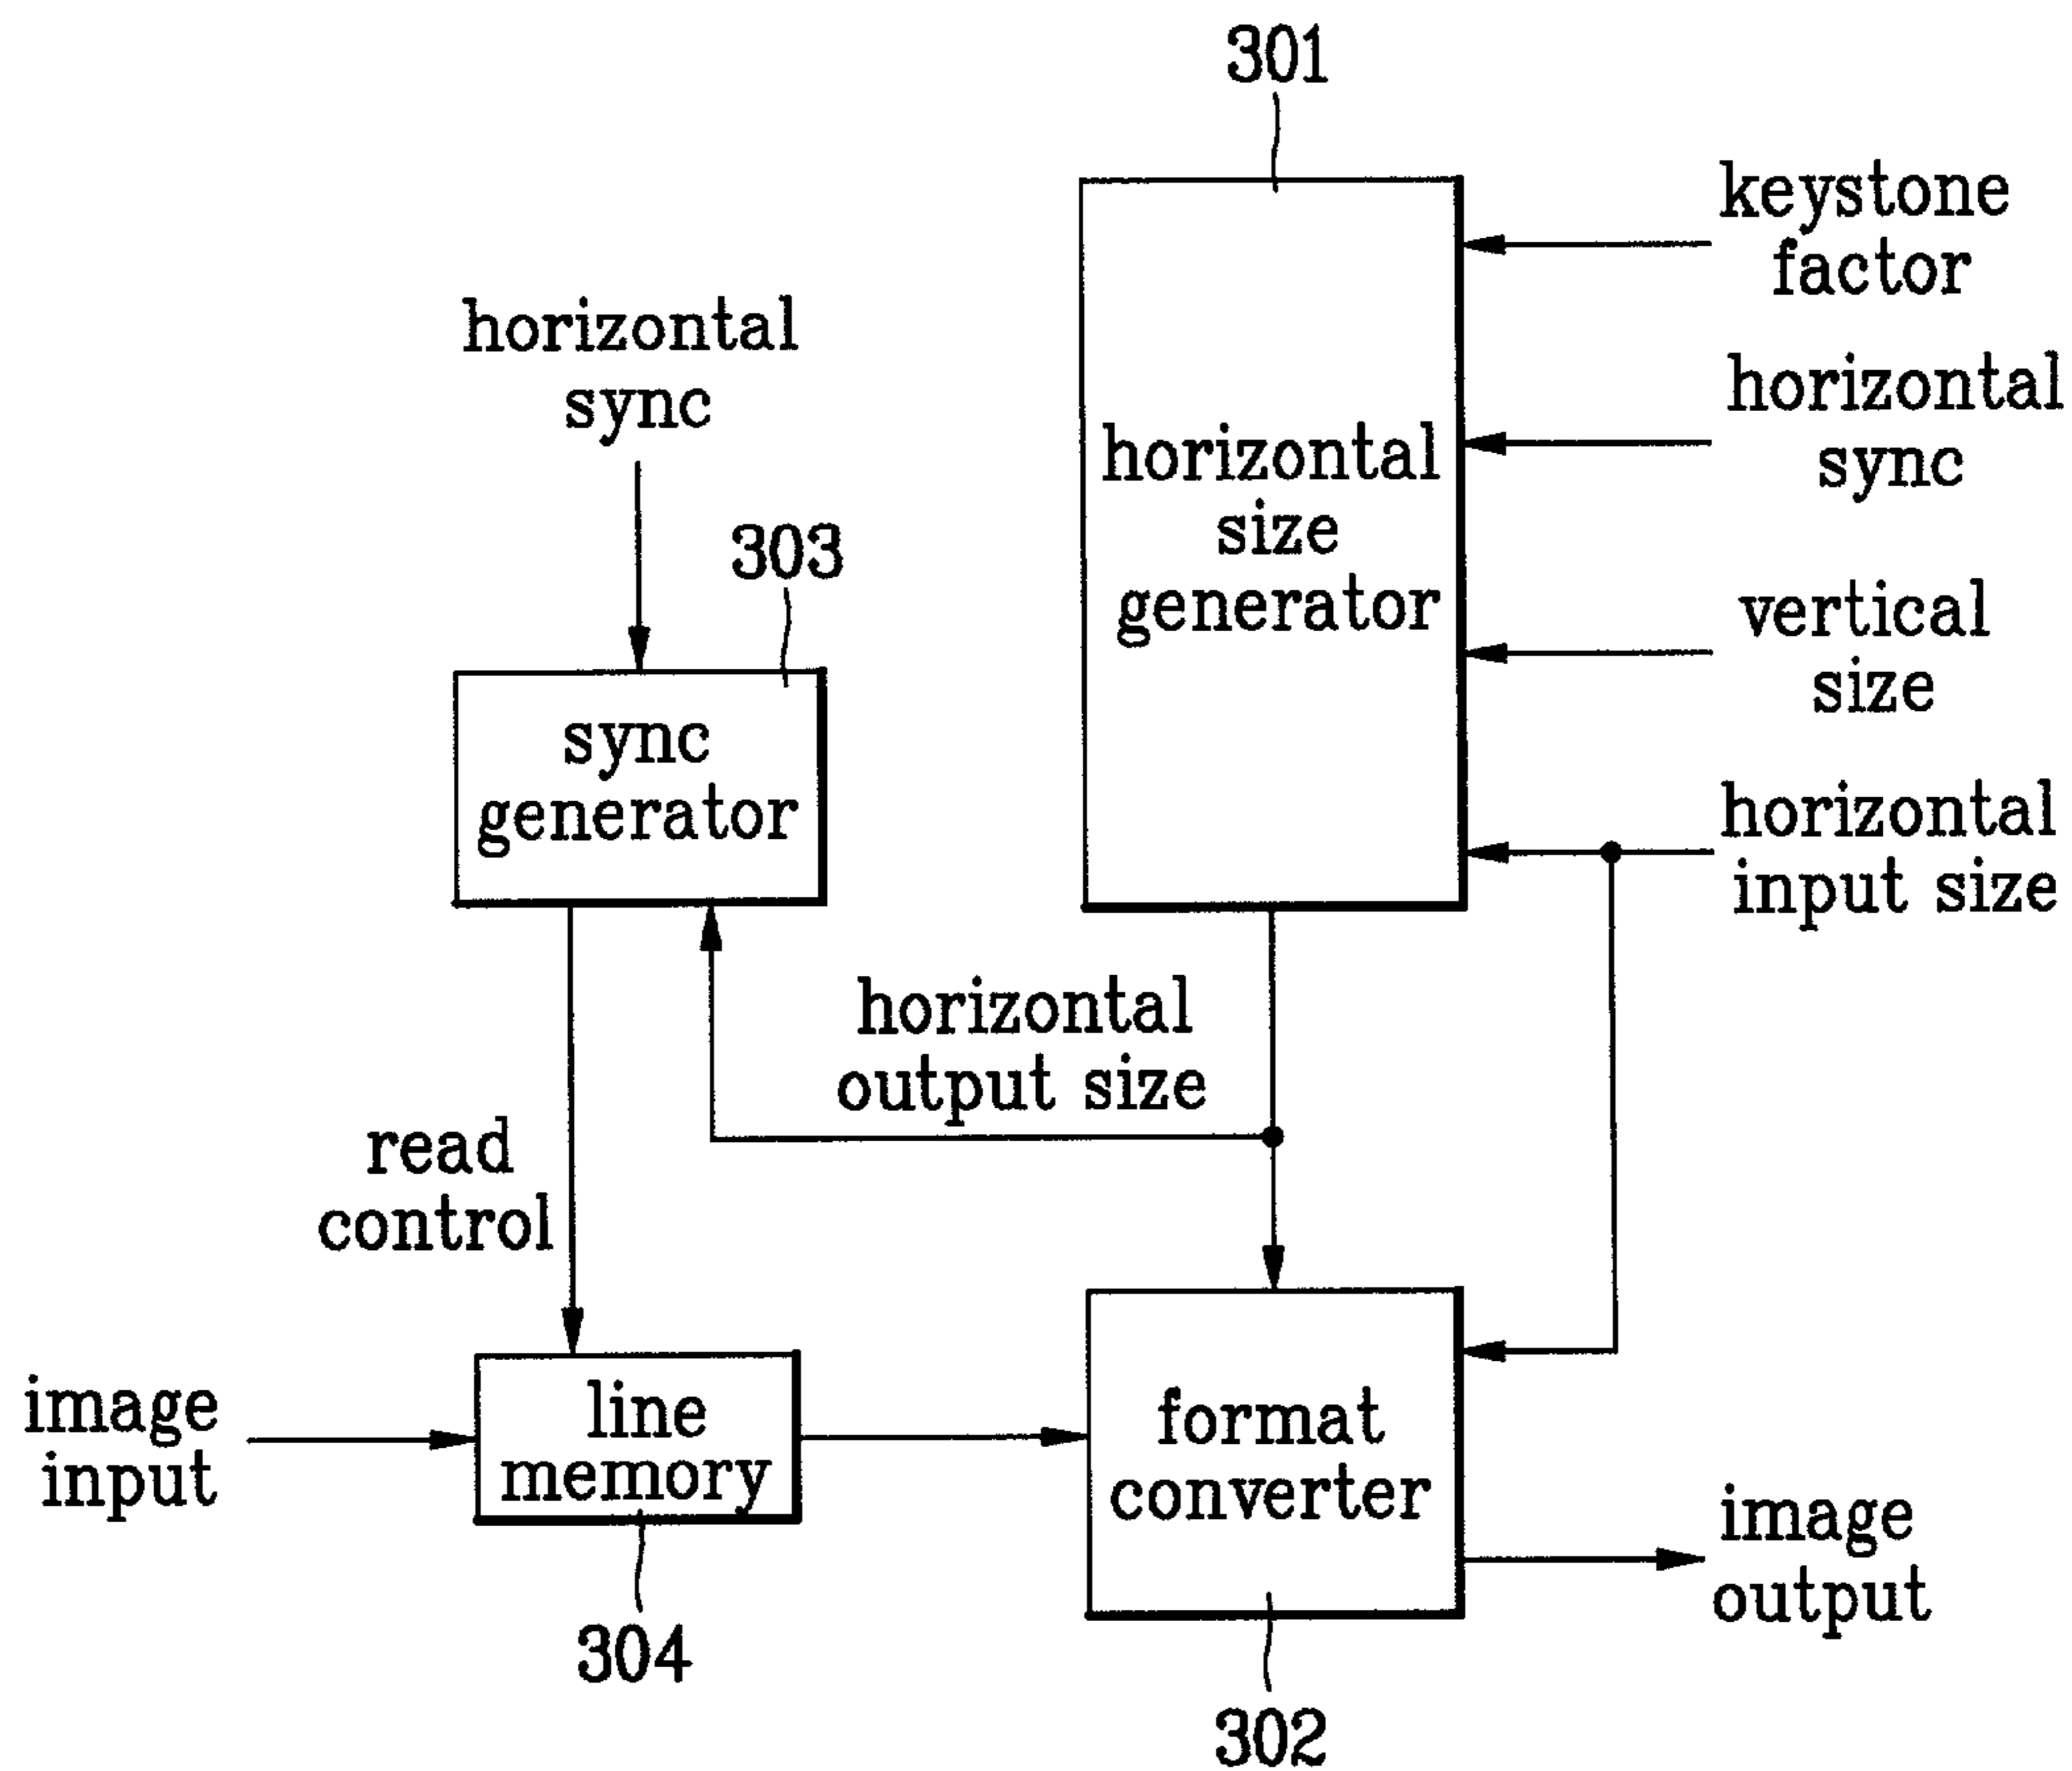 301
keystone
factor
horizontal
sync
horizontal
sync
303
horizontal
size
generator
vertical
size
sync
generator
horizontal
input size
horizontal
output size
read
control
image
input
line
memory
format
converter
image
output
304
302